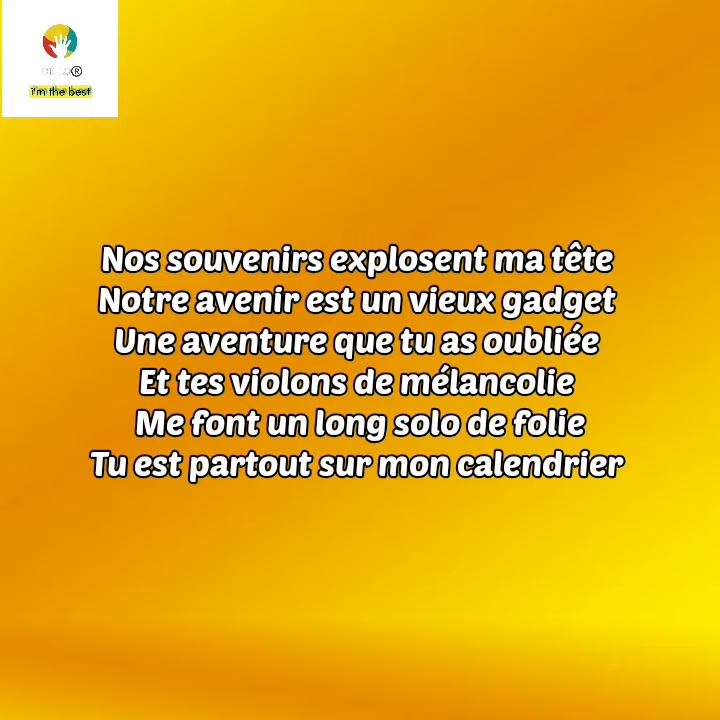 i'm the best
Nos souvenirs explosent ma tête
Notre avenir est un vieux gadget
Une aventure que tu as oubliée
Et tes violons de mélancolie
Me font un long solo de folie
Tu est partout sur mon calendrier